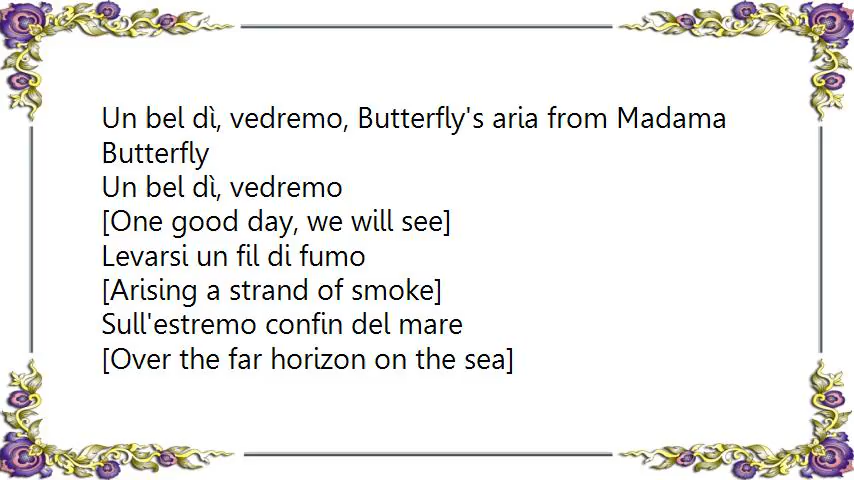 Un bel dì, vedremo, Butterfly's aria from Madama
Butterfly
Un bel dì, vedremo
[One good day, we will see]
Levarsi un fil di fumo
[Arising a strand of smoke]
Sull'estremo confin del mare
[Over the far horizon on the sea]